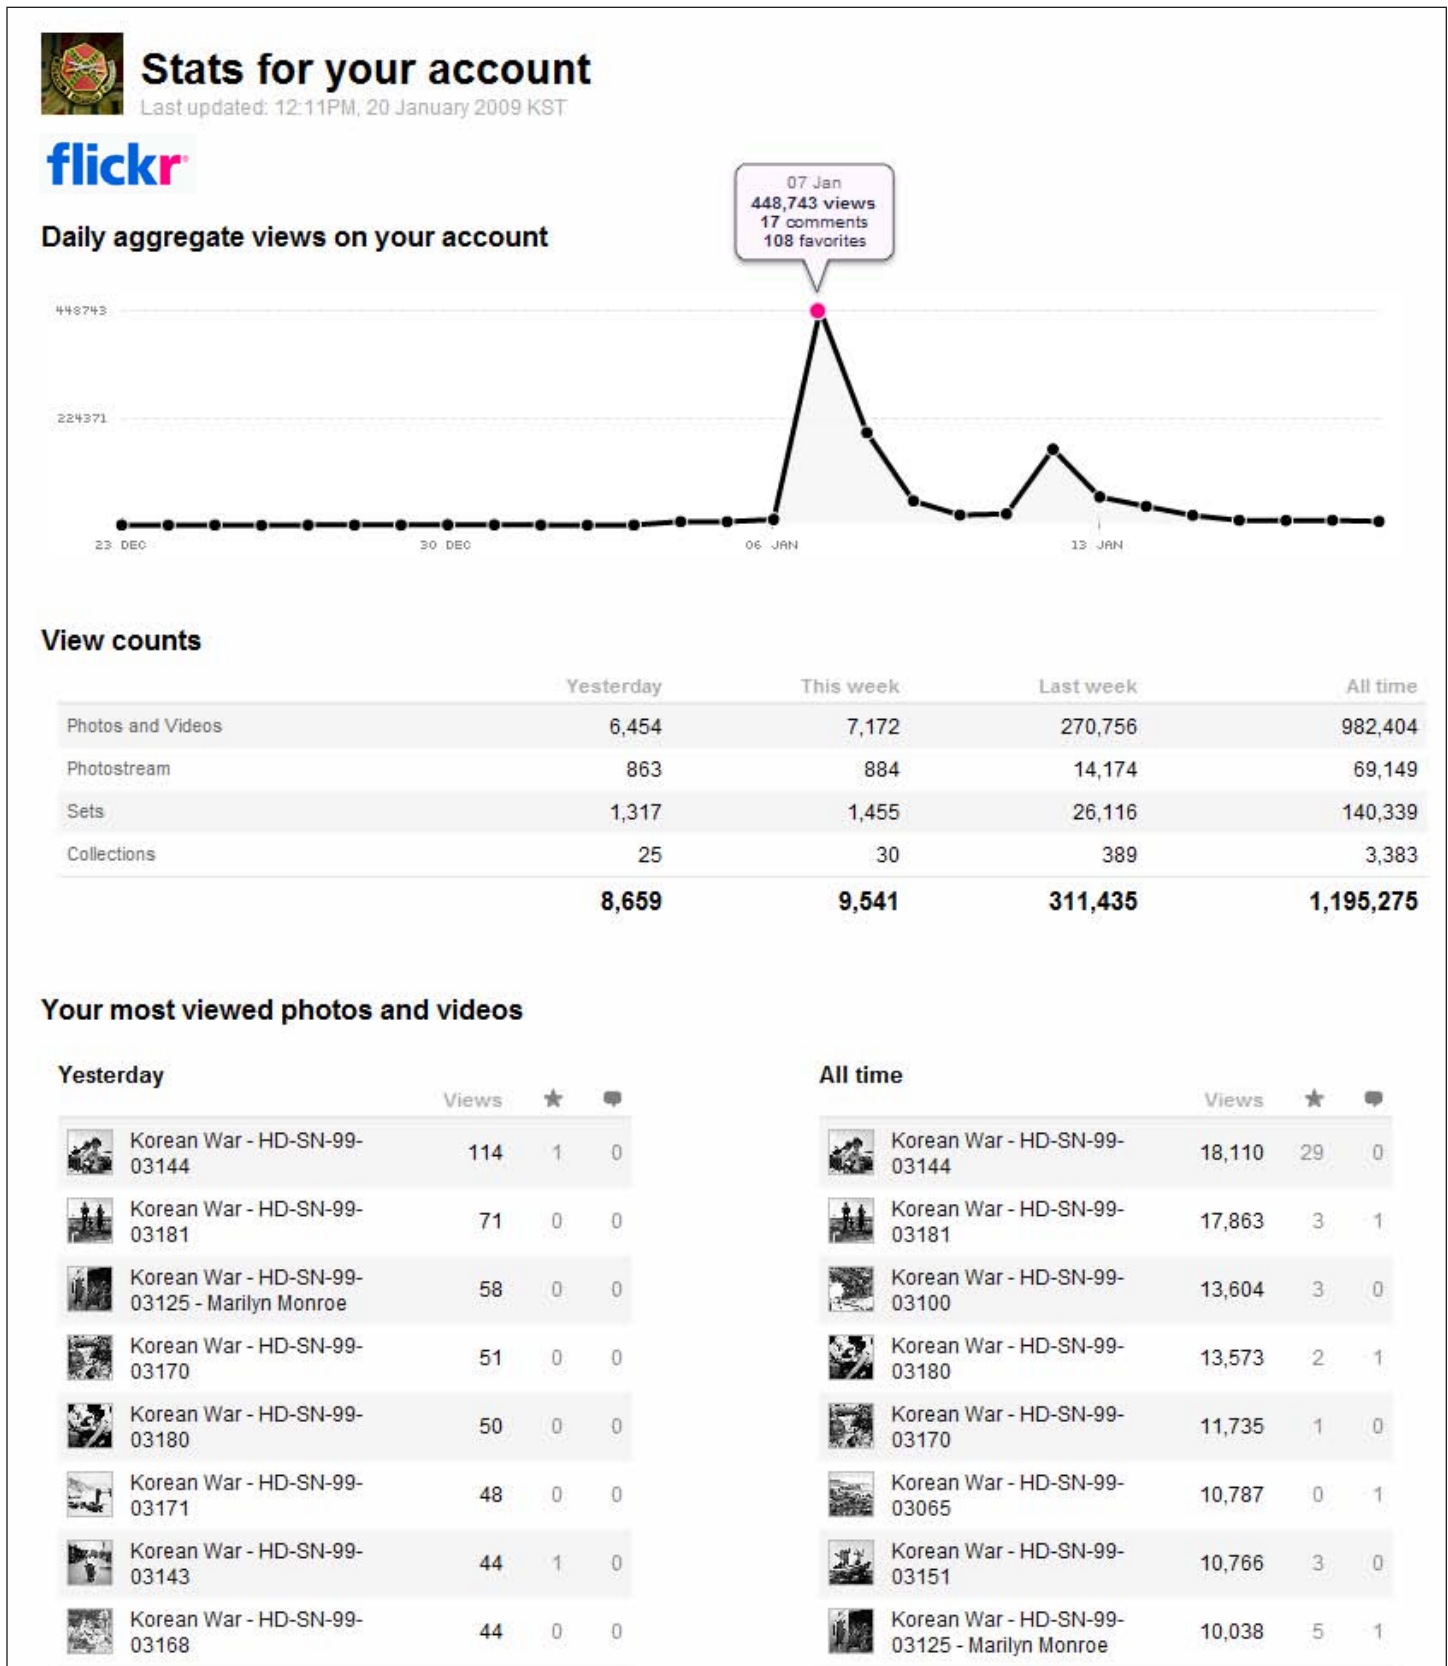 Stats for your account
Last updated: 12:11PM, 20 January 2009 KST
flickr
07 Jan
448,743 views
17 comments
108 favorites
Daily aggregate views on your account
448743
224371
23 DEC 30 DEC 06 JAN 13 JAN
View counts
Yesterday This week Last week All time
Photos and Videos 6,454 7,172 270,756 982,404
Photostream 863 884 14,174 69,149
Sets 1,317 1,455 26,116 140,339
Collections 25 30 389 3,383
8,659 9,541 311,435 1,195,275
Your most viewed photos and videos
Yesterday
Views
Korean War - HD-SN-99-
03144 114 1 0
Korean War - HD-SN-99-
03181 71 0 0
Korean War - HD-SN-99-
03125 - Marilyn Monroe 58 0 0
Korean War - HD-SN-99-
03170 51 0 0
Korean War - HD-SN-99-
03180 50 0 0
Korean War - HD-SN-99-
03171 48 0 0
Korean War - HD-SN-99-
03143 44 1 0
Korean War - HD-SN-99-
03168 44 0 0
All time
Views
Korean War - HD-SN-99-
03144 18,110 29 0
Korean War - HD-SN-99-
03181 17,863 3 1
Korean War - HD-SN-99-
03100 13,604 3 0
Korean War - HD-SN-99-
03180 13,573 2 1
Korean War - HD-SN-99-
03170 11,735 1 0
Korean War - HD-SN-99-
03065 10,787 0 1
Korean War - HD-SN-99-
03151 10,766 3 0
Korean War - HD-SN-99-
03125 - Marilyn Monroe 10,038 5 1